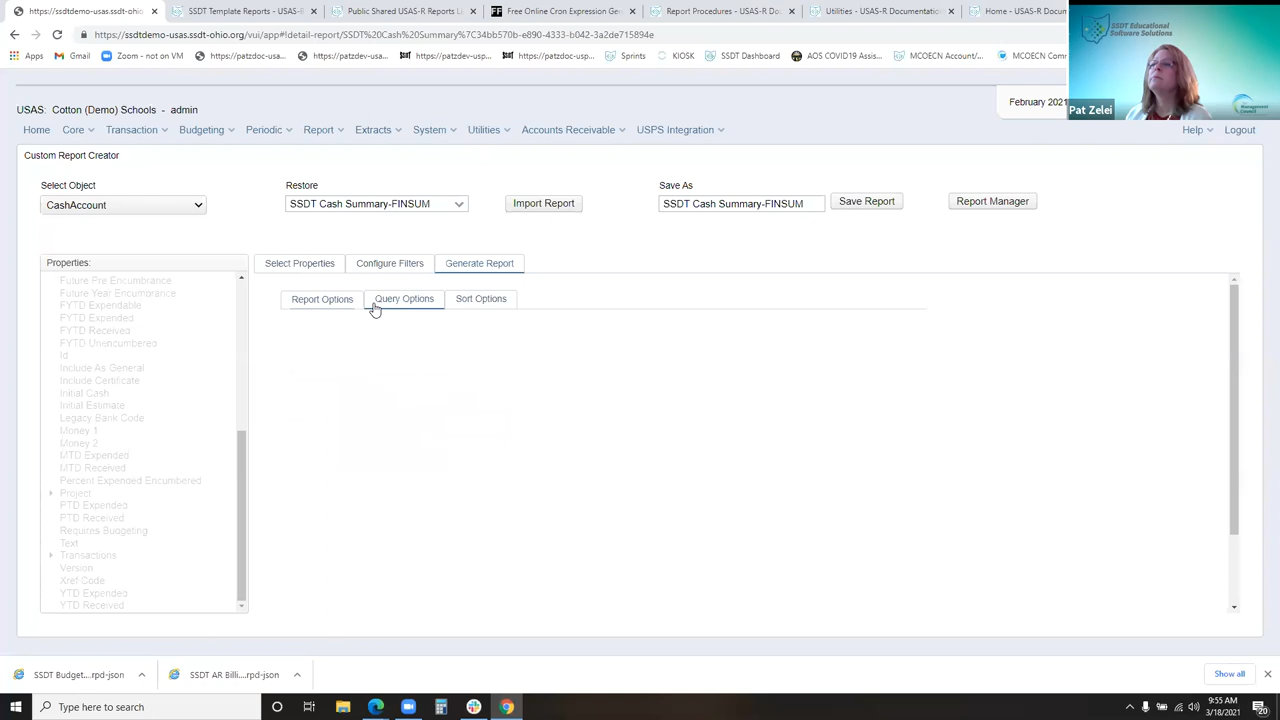 https://ssdtdemo-usas.ssdt-ohio
SSDT Template Reports - USAS-R
Public Shared USAS-R Reports
Free Online Cron Expression Gen
Report Procedures - USAS-R Docu
Utilities - USAS-R Documentatio
Home - USAS-R Docum
https://ssdtdemo-usas.ssdt-ohio.org/vui/app#!detail-report/SSDT%20Cas
%7C34bb570b-e690-4333-b042-3a2de715894e
Apps
Gmail
Zoom - not on VM
https://patzdoc-usa...
https://patzdev-usa...
https://patzdev-usp...
https://patzdoc-usp...
Sprints
KIOSK
SSDT Dashboard
AOS COVID19 Assis...
MCOECN Account/...
MCOECN Com
SSDT Educational
Software Solutions
Management
Council
Pat Zelei
USAS: Cotton (Demo) Schools - admin
February 2021
Home
Core
Transaction
Budgeting
Periodic
Report
Extracts
System
Utilities
Accounts Receivable
USPS Integration
Help
Logout
Custom Report Creator
Select Object
Restore
Save As
CashAccount
SSDT Cash Summary-FINSUM
Import Report
SSDT Cash Summary-FINSUM
Save Report
Report Manager
Properties:
Select Properties
Configure Filters
Generate Report
Report Options
Query Options
Sort Options
Future Pre Encumbrance
Future Year Encumbrance
FYTD Expendable
FYTD Expended
FYTD Received
FYTD Unencumbered
Id
Include As General
Include Certificate
Initial Cash
Initial Estimate
Legacy Bank Code
Money 1
Money 2
MTD Expended
MTD Received
Percent Expended Encumbered
Project
PTD Expended
PTD Received
Requires Budgeting
Text
Transactions
Version
Xref Code
YTD Expended
YTD Received
SSDT Budget....rpd-json
SSDT AR Billi....rpd-json
Show all
Type here to search
9:55 AM
3/18/2021
20